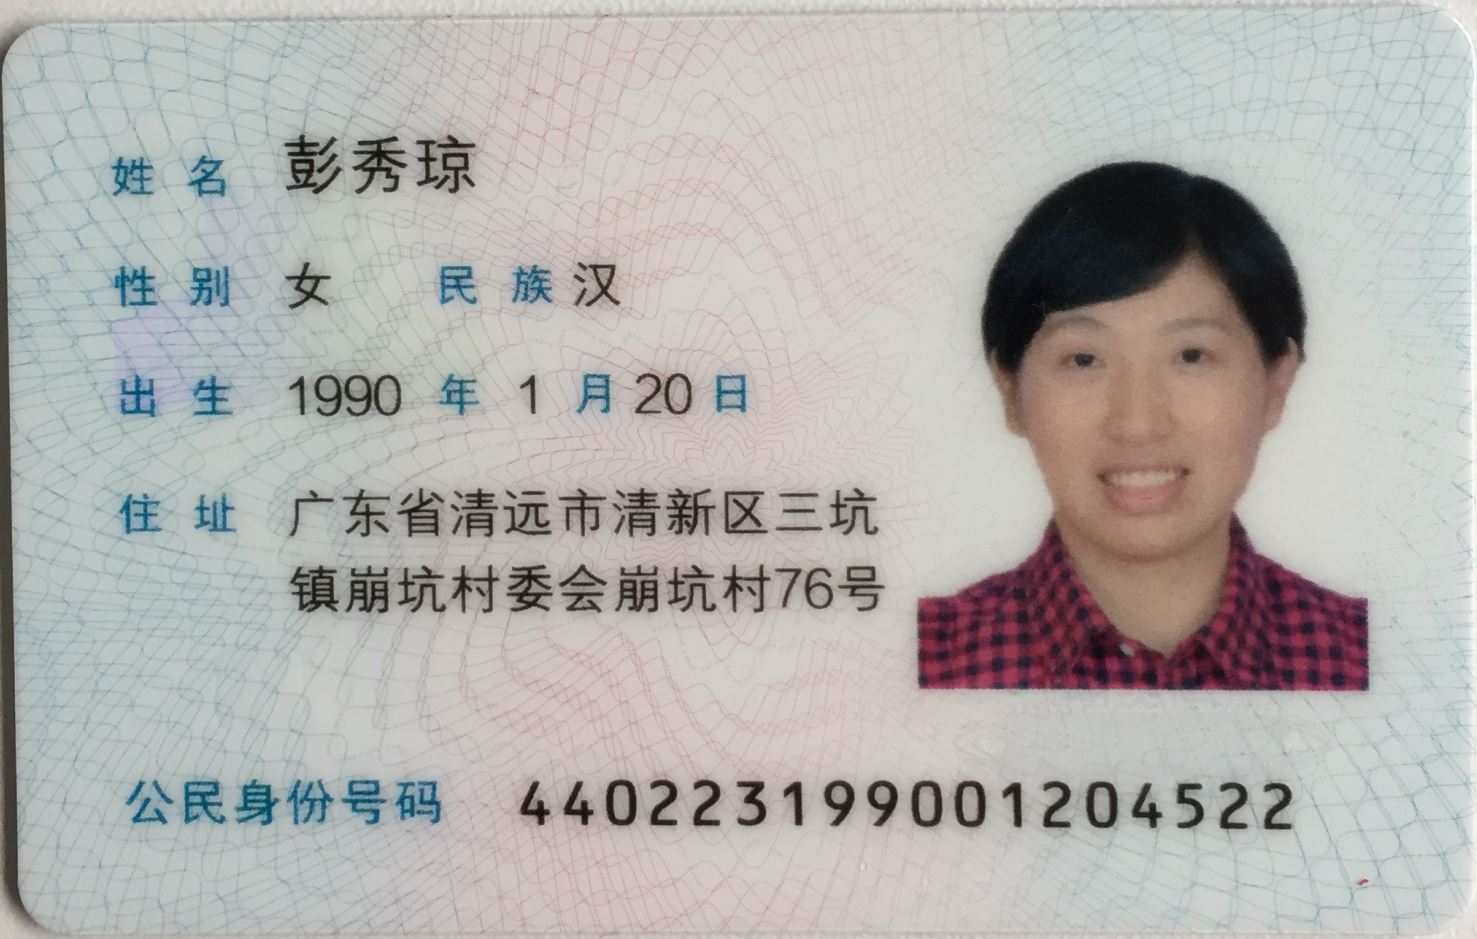 姓名 彭秀琼
性别 女 民族 汉
出生 1990 年 1 月 20 日
住址 广东省清远市清新区三坑
镇崩坑村委会崩坑村76号
公民身份号码 440223199001204522